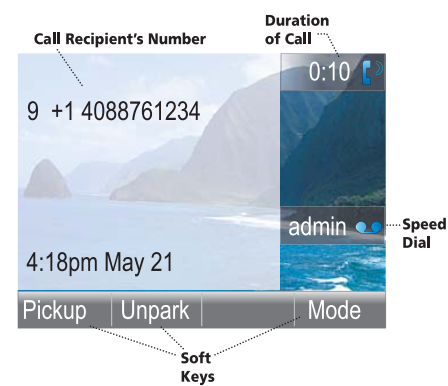 Duration
of Call
Call Recipient's Number
0:10
9 +1 4088761234
admin
Speed
Dial
4:18pm May 21
Pickup Unpark Mode
Soft
Keys